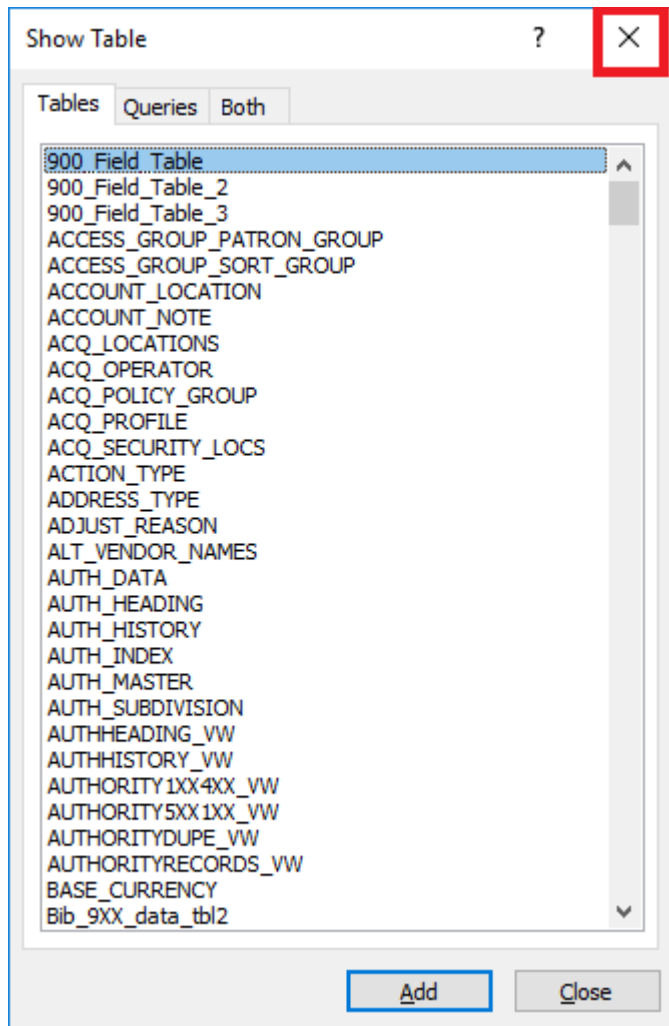 Show Table ?
Tables Queries Both
900_Field_Table
900_Field_Table_2
900_Field_Table_3
ACCESS_GROUP_PATRON_GROUP
ACCESS_GROUP_SORT_GROUP
ACCOUNT_LOCATION
ACCOUNT_NOTE
ACQ_LOCATIONS
ACQ_OPERATOR
ACQ_POLICY_GROUP
ACQ_PROFILE
ACQ_SECURITY_LOCS
ACTION_TYPE
ADDRESS_TYPE
ADJUST_REASON
ALT_VENDOR_NAMES
AUTH_DATA
AUTH_HEADING
AUTH_HISTORY
AUTH_INDEX
AUTH_MASTER
AUTH_SUBDIVISION
AUTHHEADING_VW
AUTHHISTORY_VW
AUTHORITY1XX4XX_VW
AUTHORITY5XX1XX_VW
AUTHORITYDUPE_VW
AUTHORITYRECORDS_VW
BASE_CURRENCY
Bib_9XX_data_tbl2
Add Close